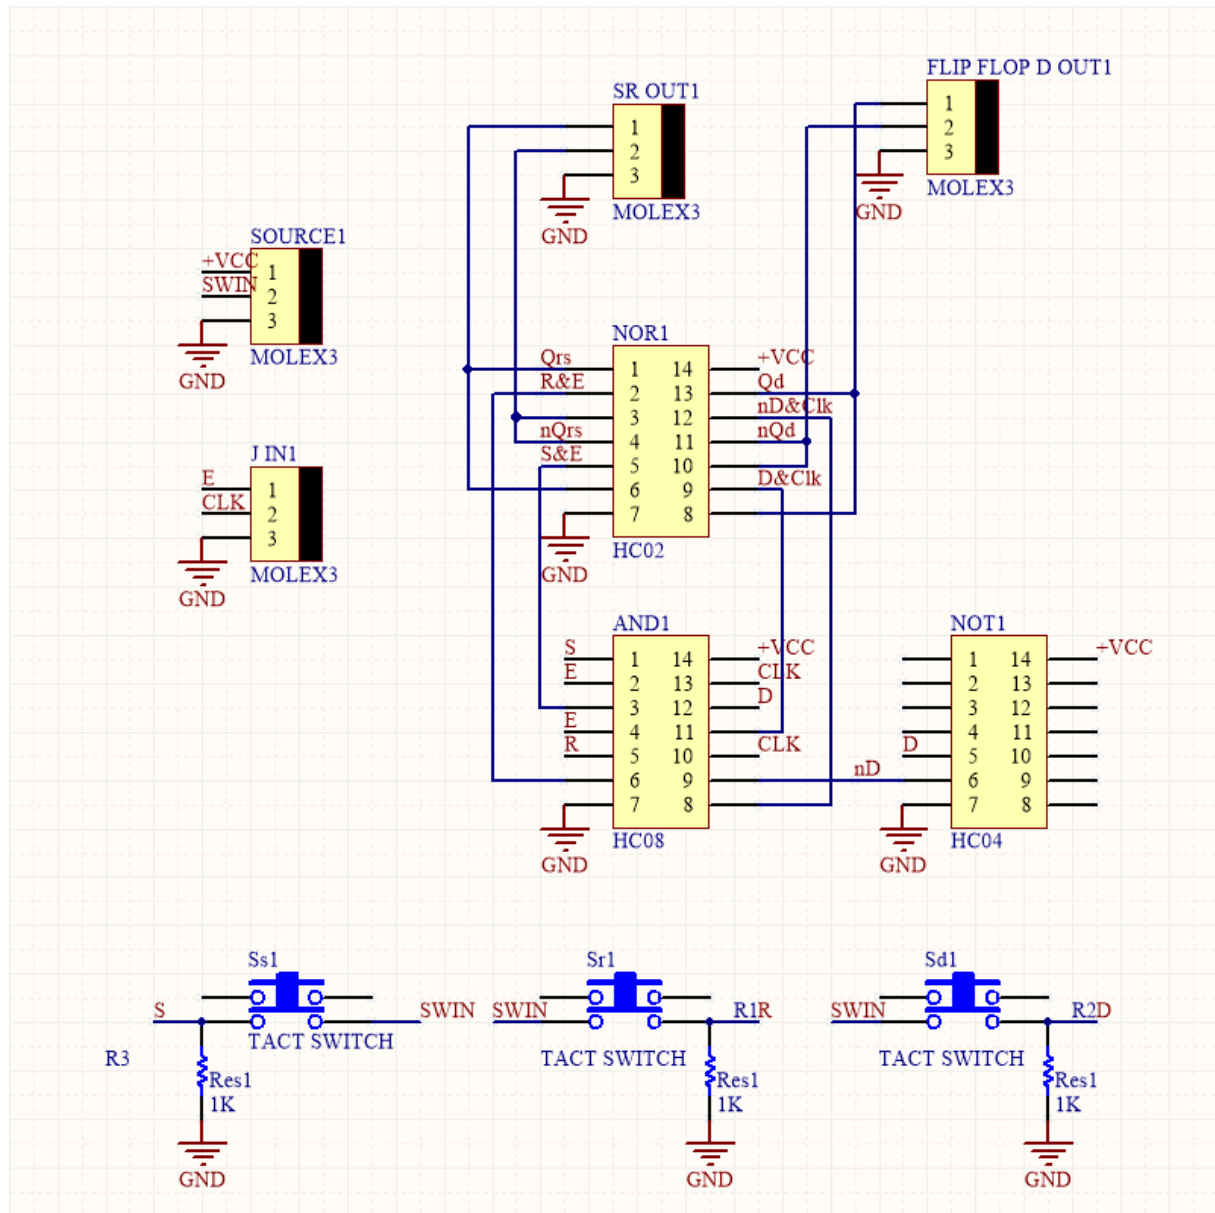 FLIP FLOP D OUT1
1
2
3
MOLEX3
GND
SR OUT1
1
2
3
MOLEX3
GND
SOURCE1
+VCC 1
SWIN 2
3
MOLEX3
GND
J IN1
E 1
CLK 2
3
MOLEX3
GND
NOR1
Qrs 1 14 +VCC
R&E 2 13 Qd
3 12 nD&Clk
nQrs 4 11 nQd
S&E 5 10
6 9 D&Clk
7 8
HC02
GND
AND1
S 1 14 +VCC
E 2 13 CLK
3 12 D
E 4 11
R 5 10 CLK
6 9 nD
7 8
HC08
GND
NOT1
1 14 +VCC
2 13
3 12
4 11
D 5 10
6 9
7 8
HC04
GND
Ss1
S SWIN
TACT SWITCH
R3
Res1
1K
GND
Sr1
SWIN R1R
TACT SWITCH
Res1
1K
GND
Sd1
SWIN R2D
TACT SWITCH
Res1
1K
GND